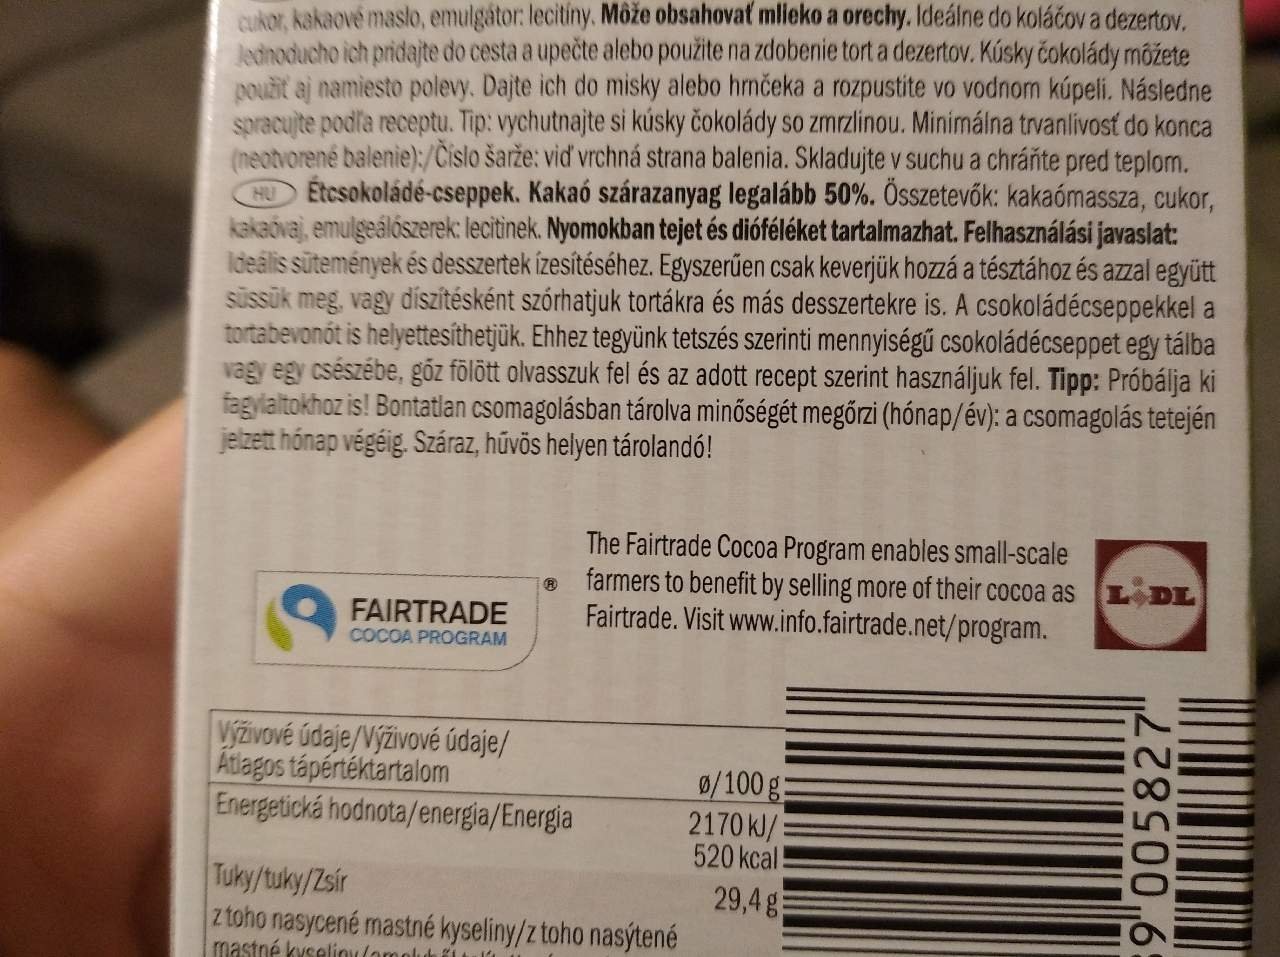 cukor, kakaové maslo, emulgátor: lecitíny. Môže obsahovať mlieko a orechy. Ideálne do koláčov a dezertov.
Jednoducho ich pridajte do cesta a upečte alebo použite na zdobenie tort a dezertov. Kúsky čokolády môžete
použiť aj namiesto polevy. Dajte ich do misky alebo hrnčeka a rozpustite vo vodnom kúpeli. Následne
spracujte podľa receptu. Tip: vychutnajte si kúsky čokolády so zmrzlinou. Minimálna trvanlivosť do konca
(neotvorené balenie):/Číslo šarže: viď vrchná strana balenia. Skladujte v suchu a chráňte pred teplom.
HU Étcsokoládé-cseppek. Kakaó szárazanyag legalább 50%. Összetevők: kakaómassza, cukor,
kakaóvaj, emulgeálószerek: lecitinek. Nyomokban tejet és dióféléket tartalmazhat. Felhasználási javaslat:
Ideális sütemények és desszertek ízesítéséhez. Egyszerűen csak keverjük hozzá a tésztához és azzal együtt
süssük meg, vagy díszítésként szórhatjuk tortákra és más desszertekre is. A csokoládécseppekkel a
tortabevonót is helyettesíthetjük. Ehhez tegyünk tetszés szerinti mennyiségű csokoládécseppet egy tálba
vagy egy csészébe, gőz fölött olvasszuk fel és az adott recept szerint használjuk fel. Tipp: Próbálja ki
fagylaltokhoz is! Bontatlan csomagolásban tárolva minőségét megőrzi (hónap/év): a csomagolás tetején
jelzett hónap végéig. Száraz, hűvös helyen tárolandó!
The Fairtrade Cocoa Program enables small-scale
farmers to benefit by selling more of their cocoa as
Fairtrade. Visit www.info.fairtrade.net/program.
®
FAIRTRADE
COCOA PROGRAM
LIDL
Výživové údaje/Výživové údaje/
Átlagos tápértéktartalom
ø/100 g
Energetická hodnota/energia/Energia
2170 kJ/
520 kcal
Tuky/tuky/Zsír
29,4 g
z toho nasycené mastné kyseliny/z toho nasýtené
mastné kyseliny/
9 005827